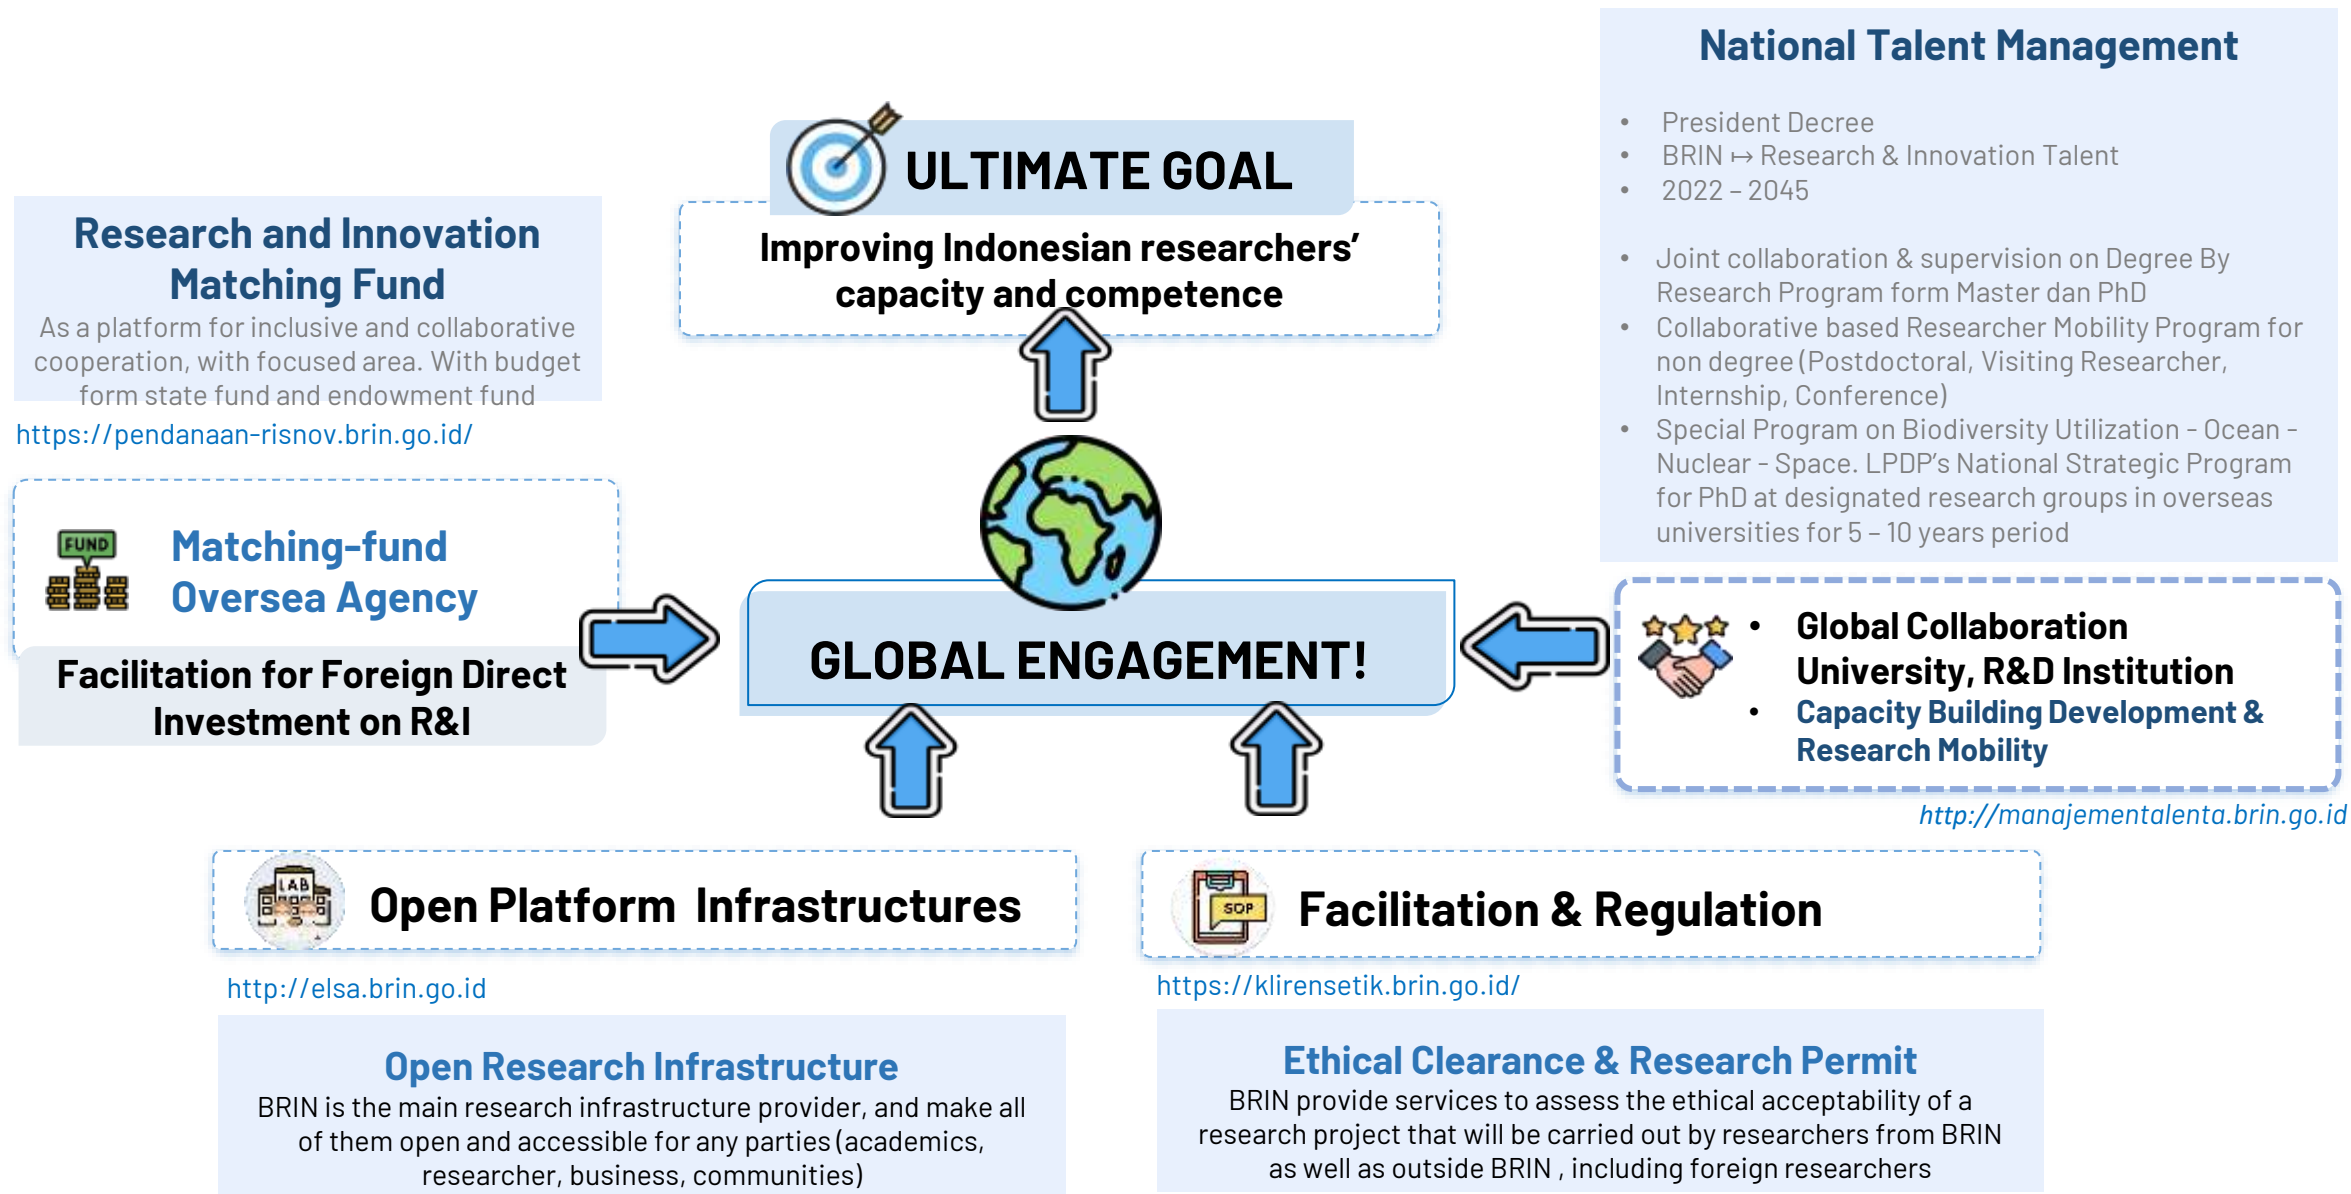 National Talent Management
• President Decree
• BRIN ↦ Research & Innovation Talent
• 2022 – 2045
• Joint collaboration & supervision on Degree By
Research Program form Master dan PhD
• Collaborative based Researcher Mobility Program for
non degree (Postdoctoral, Visiting Researcher,
Internship, Conference)
• Special Program on Biodiversity Utilization - Ocean -
Nuclear - Space. LPDP's National Strategic Program
for PhD at designated research groups in overseas
universities for 5 – 10 years period
ULTIMATE GOAL
Improving Indonesian researchers'
capacity and competence
Research and Innovation
Matching Fund
As a platform for inclusive and collaborative
cooperation, with focused area. With budget
form state fund and endowment fund
https://pendanaan-risnov.brin.go.id/
FUND
Matching-fund
Oversea Agency
Facilitation for Foreign Direct
Investment on R&I
GLOBAL ENGAGEMENT!
• Global Collaboration
University, R&D Institution
• Capacity Building Development &
Research Mobility
http://manajementalenta.brin.go.id
LAB
Open Platform Infrastructures
http://elsa.brin.go.id
Open Research Infrastructure
BRIN is the main research infrastructure provider, and make all
of them open and accessible for any parties (academics,
researcher, business, communities)
SOP
Facilitation & Regulation
https://klirensetik.brin.go.id/
Ethical Clearance & Research Permit
BRIN provide services to assess the ethical acceptability of a
research project that will be carried out by researchers from BRIN
as well as outside BRIN , including foreign researchers